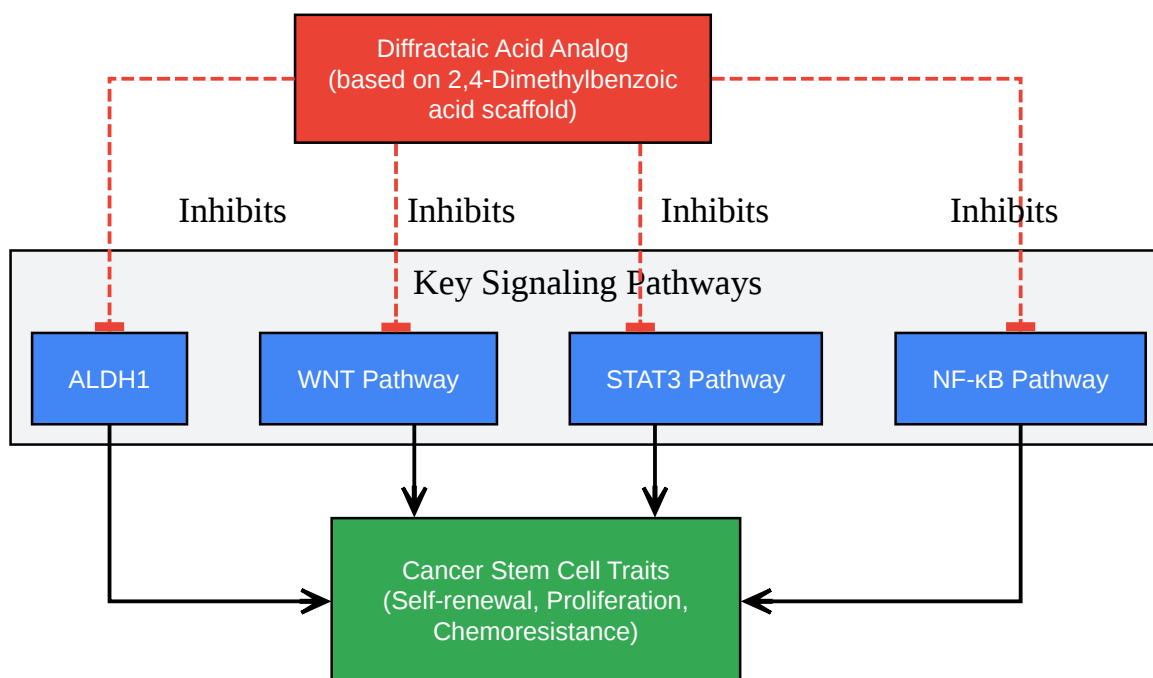 Diffractaic Acid Analog
(based on 2,4-Dimethylbenzoic
acid scaffold)
Inhibits
Inhibits
Inhibits
Inhibits
Key Signaling Pathways
ALDH1
WNT Pathway
STAT3 Pathway
NF-κB Pathway
Cancer Stem Cell Traits
(Self-renewal, Proliferation,
Chemoresistance)